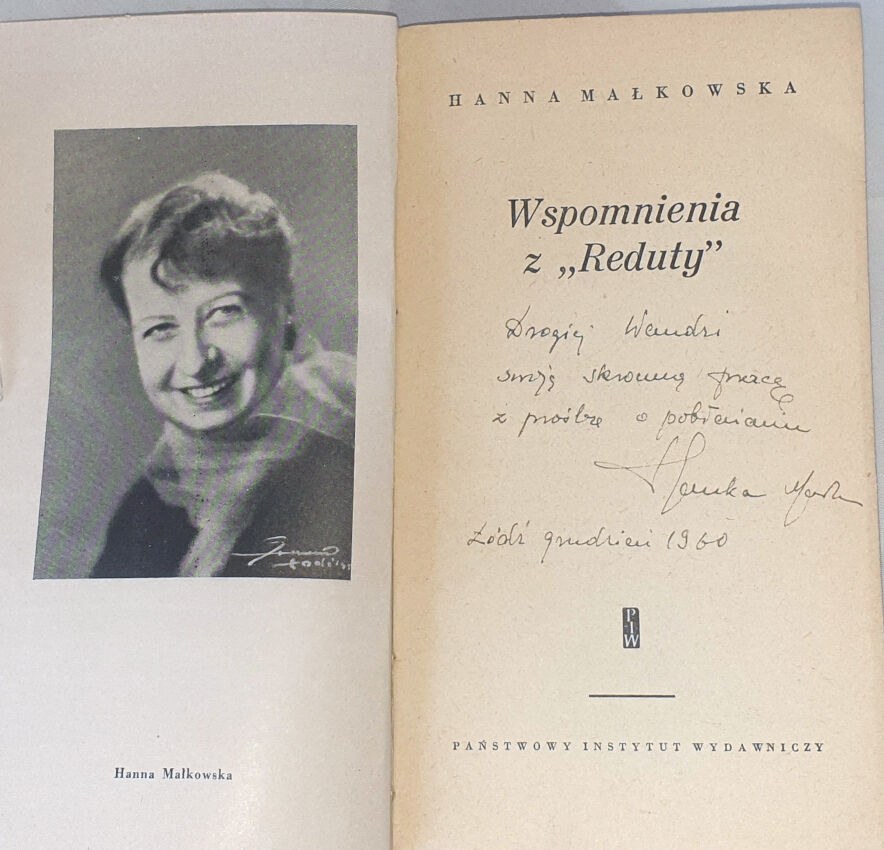 Łódź
Hanna Małkowska
HANNA MAŁKOWSKA
Wspomnienia
z „Reduty”
Drogiej Wandzi
swoją skromną pracę
z prośbą o pobłażanie
Hanka
Łódź grudzień 1960
P
I
W
PAŃSTWOWY INSTYTUT WYDAWNICZY